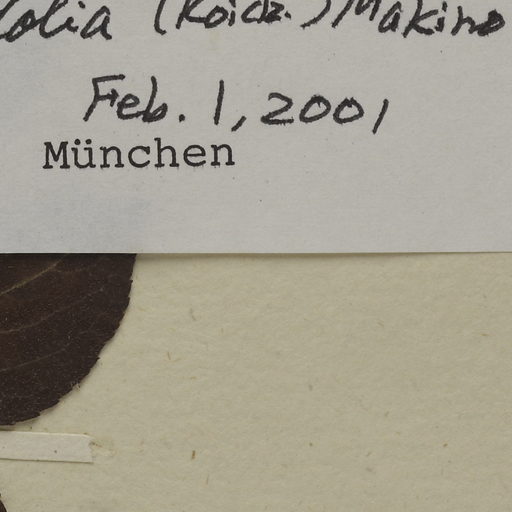 folia (Koidz.) Makino
Feb. 1, 2001
München